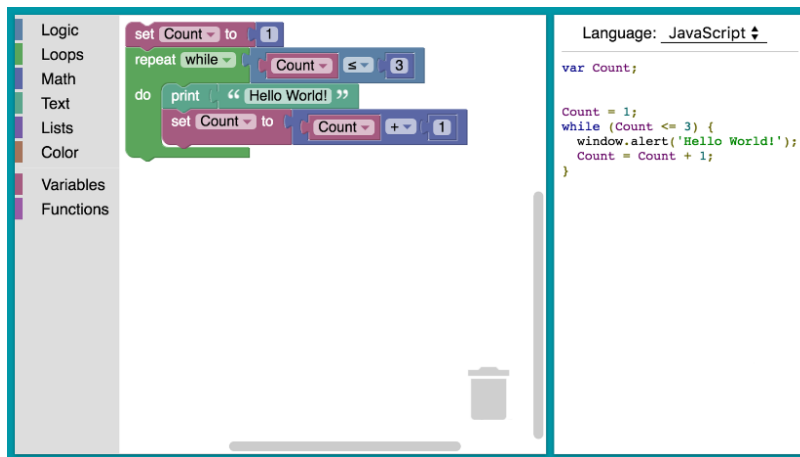 Logic
Loops
Math
Text
Lists
Color
Variables
Functions
set Count to 1
repeat while Count ≤ 3
do print “ Hello World! ”
set Count to Count + 1
Language: JavaScript
var Count;
Count = 1;
while (Count <= 3) {
window.alert('Hello World!');
Count = Count + 1;
}